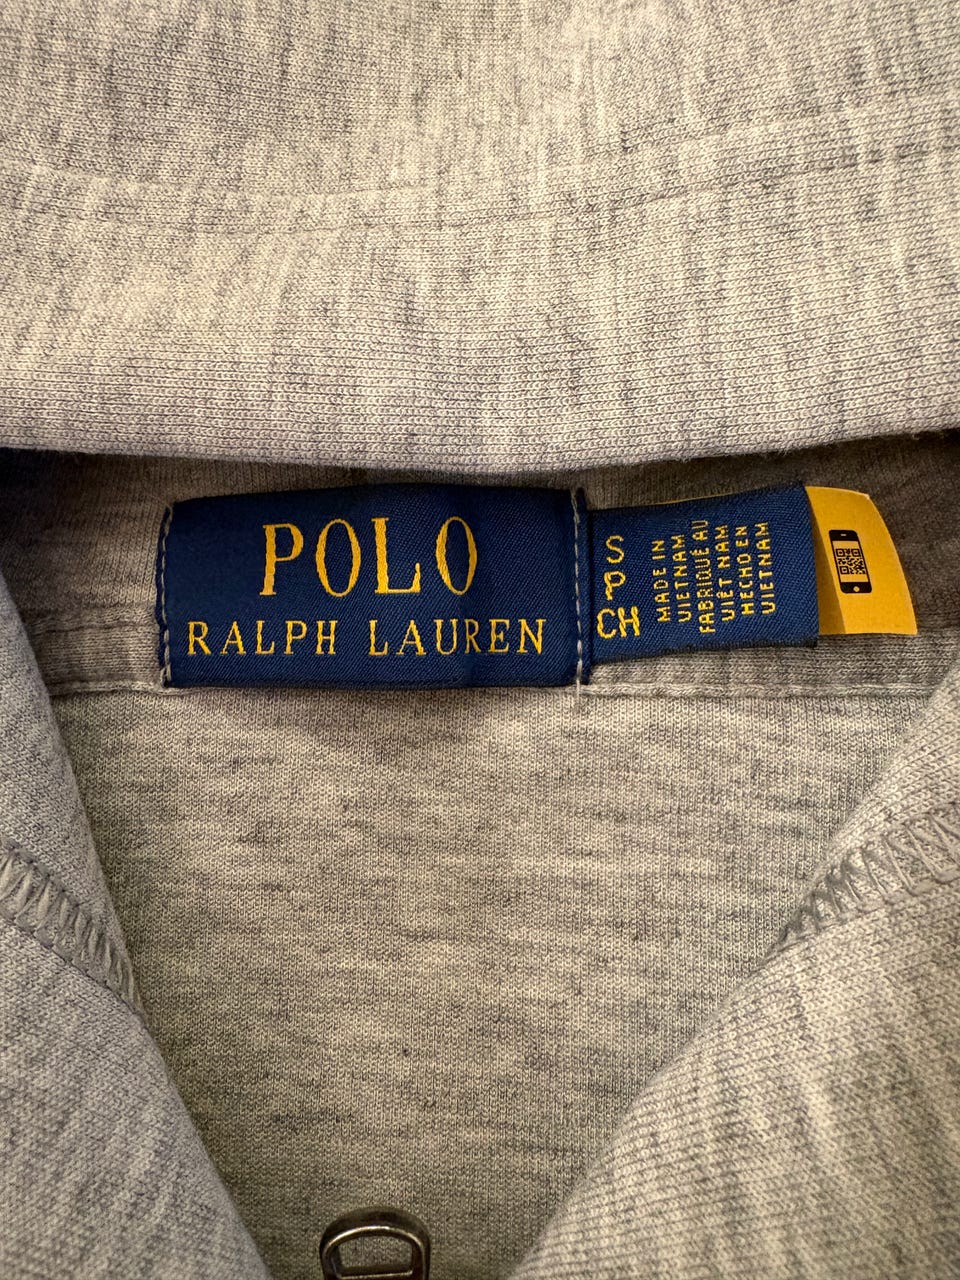 POLO
RALPH LAUREN
S
P
CH
MADE IN
VIETNAM
FABRIQUÉ AU
VIÊT NAM
HECHO EN
VIETNAM